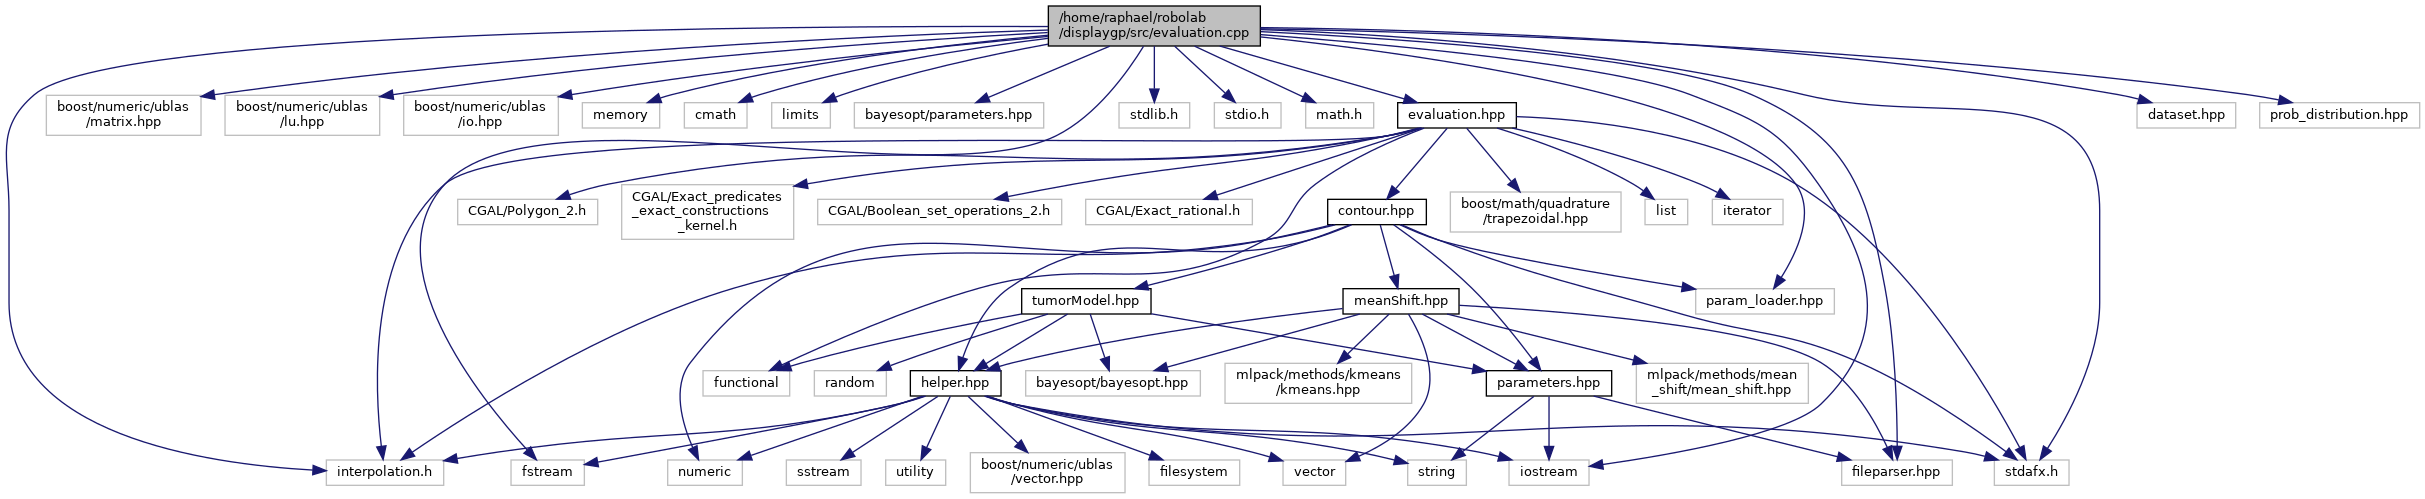 /home/raphael/robolab
/displaygp/src/evaluation.cpp
boost/numeric/ublas
/matrix.hpp
boost/numeric/ublas
/lu.hpp
boost/numeric/ublas
/io.hpp
memory
cmath
limits
bayesopt/parameters.hpp
stdlib.h
stdio.h
math.h
evaluation.hpp
dataset.hpp
prob_distribution.hpp
CGAL/Polygon_2.h
CGAL/Exact_predicates
_exact_constructions
_kernel.h
CGAL/Boolean_set_operations_2.h
CGAL/Exact_rational.h
contour.hpp
boost/math/quadrature
/trapezoidal.hpp
list
iterator
tumorModel.hpp
meanShift.hpp
param_loader.hpp
functional
random
helper.hpp
bayesopt/bayesopt.hpp
mlpack/methods/kmeans
/kmeans.hpp
parameters.hpp
mlpack/methods/mean
_shift/mean_shift.hpp
interpolation.h
fstream
numeric
sstream
utility
boost/numeric/ublas
/vector.hpp
filesystem
vector
string
iostream
fileparser.hpp
stdafx.h